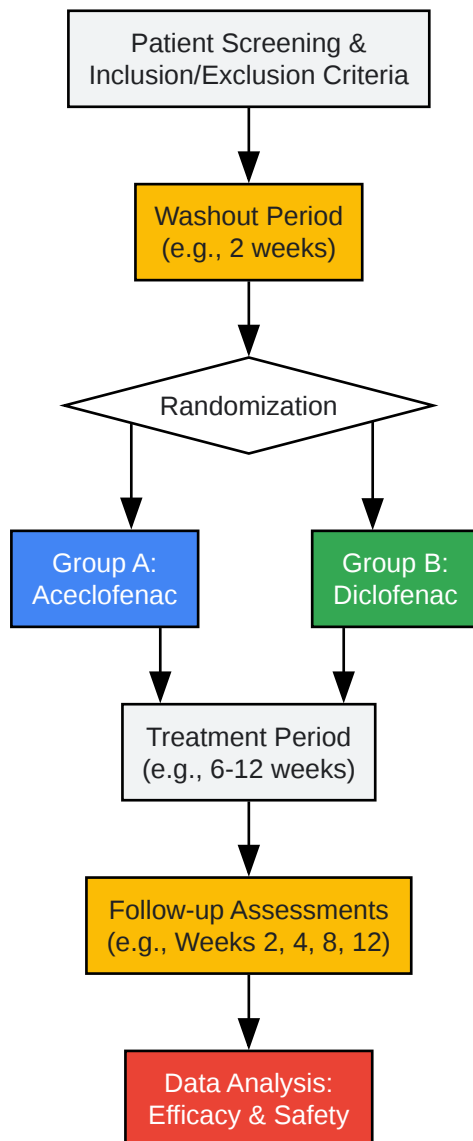 Patient Screening &
Inclusion/Exclusion Criteria
Washout Period
(e.g., 2 weeks)
Randomization
Group A:
Aceclofenac
Group B:
Diclofenac
Treatment Period
(e.g., 6-12 weeks)
Follow-up Assessments
(e.g., Weeks 2, 4, 8, 12)
Data Analysis:
Efficacy & Safety